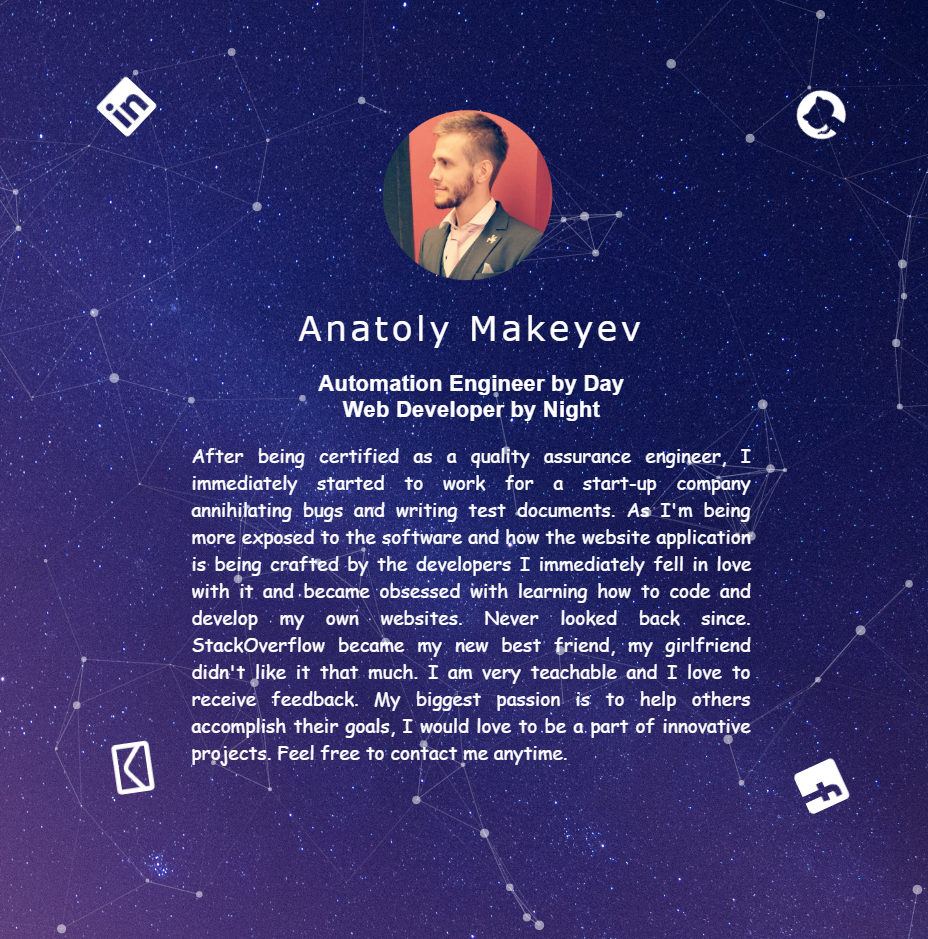 in
Anatoly Makeyev
Automation Engineer by Day
Web Developer by Night
After being certified as a quality assurance engineer, I
immediately started to work for a start-up company
annihilating bugs and writing test documents. As I'm being
more exposed to the software and how the website application
is being crafted by the developers I immediately fell in love
with it and became obsessed with learning how to code and
develop my own websites. Never looked back since.
StackOverflow became my new best friend, my girlfriend
didn't like it that much. I am very teachable and I love to
receive feedback. My biggest passion is to help others
accomplish their goals, I would love to be a part of innovative
projects. Feel free to contact me anytime.
f